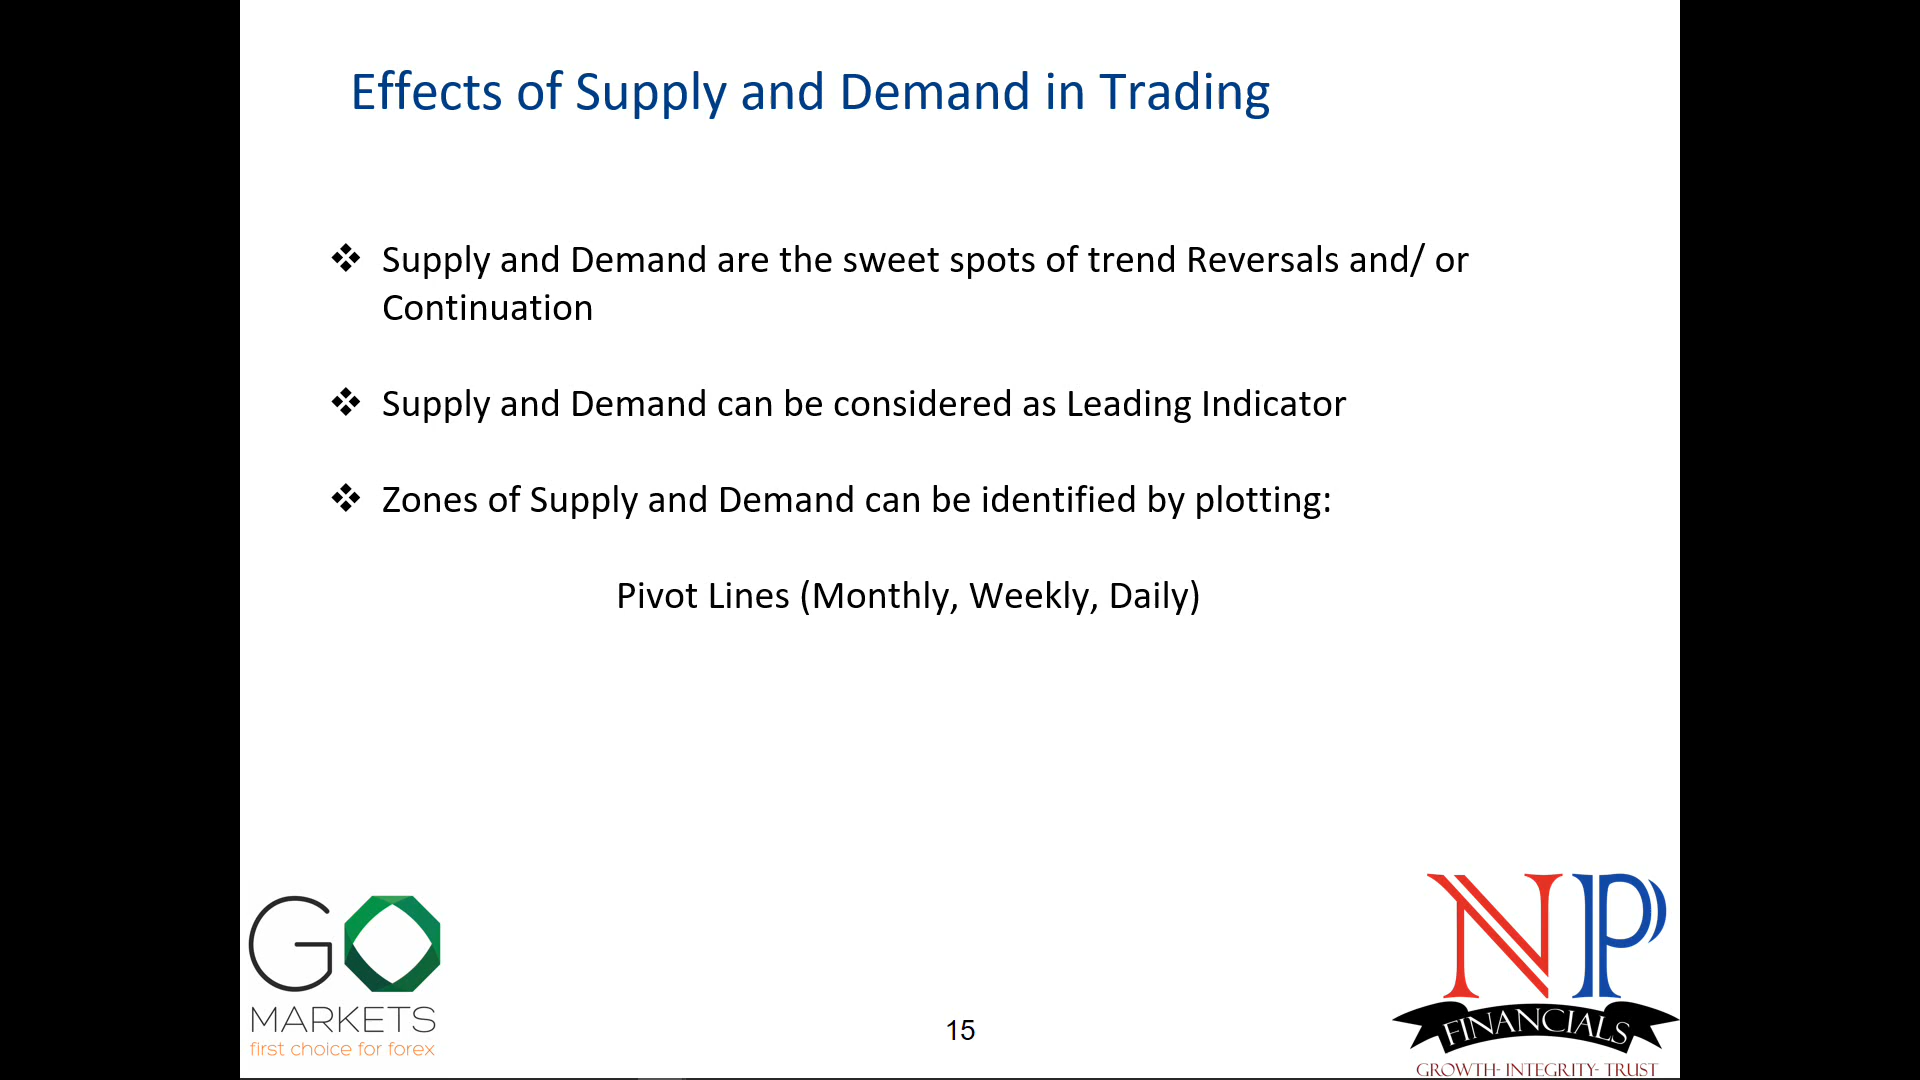 Effects of Supply and Demand in Trading
❖ Supply and Demand are the sweet spots of trend Reversals and/ or
Continuation
❖ Supply and Demand can be considered as Leading Indicator
❖ Zones of Supply and Demand can be identified by plotting:
Pivot Lines (Monthly, Weekly, Daily)
GO
MARKETS
first choice for forex
15
NP
FINANCIALS
GROWTH- INTEGRITY- TRUST